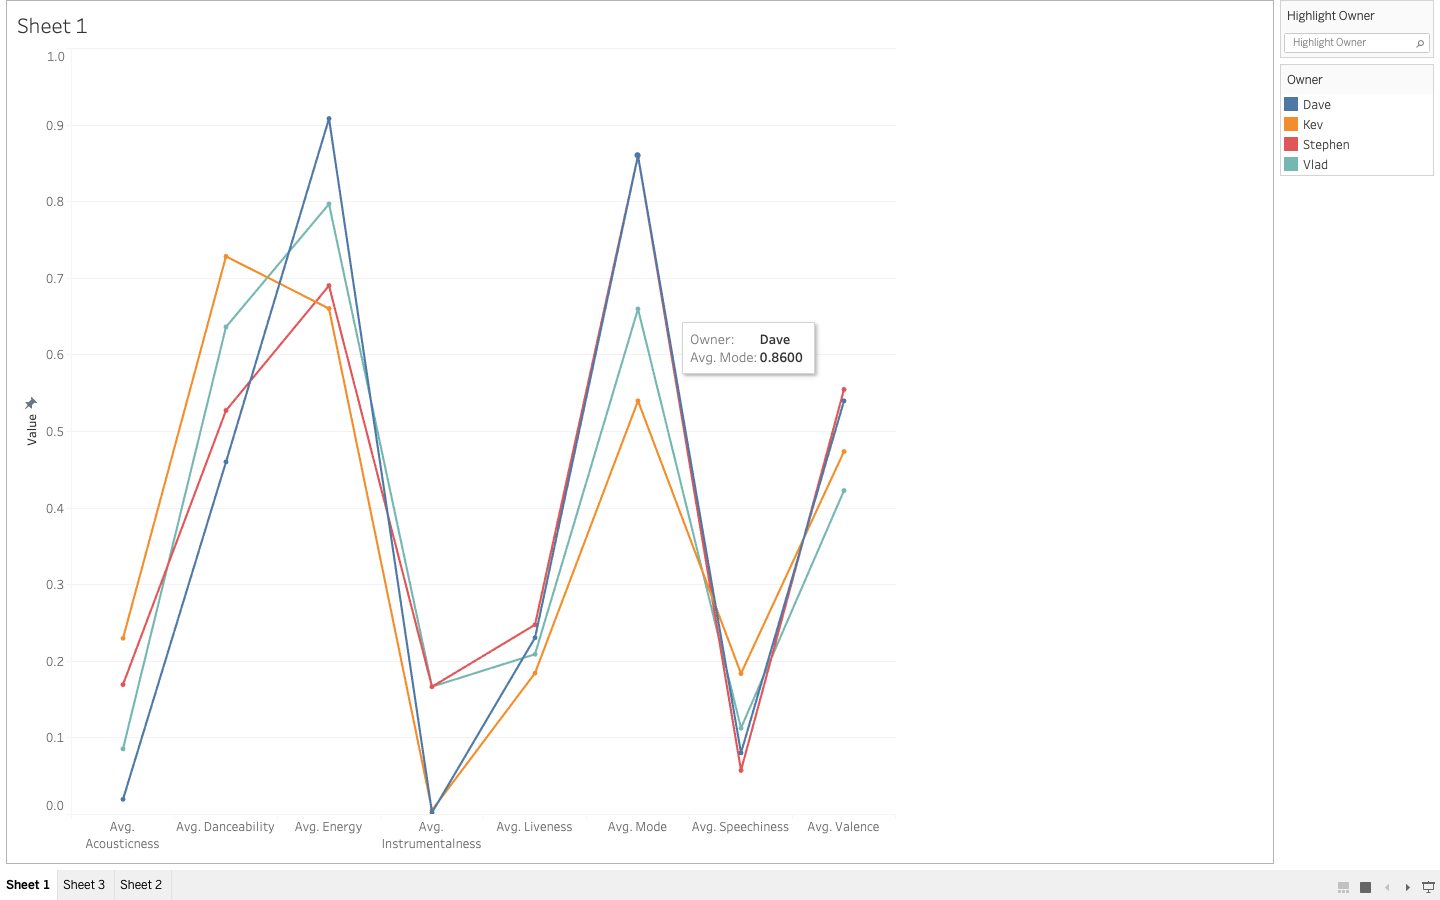 Sheet 1
1.0
0.9
0.8
0.7
0.6
0.5
0.4
0.3
0.2
0.1
0.0
Value
Avg.
Acousticness
Avg. Danceability
Avg. Energy
Avg.
Instrumentalness
Avg. Liveness
Avg. Mode
Avg. Speechiness
Avg. Valence
Owner: Dave
Avg. Mode: 0.8600
Highlight Owner
Highlight Owner
Owner
Dave
Kev
Stephen
Vlad
Sheet 1
Sheet 3
Sheet 2